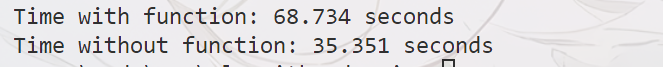 Time with function: 68.734 seconds
Time without function: 35.351 seconds